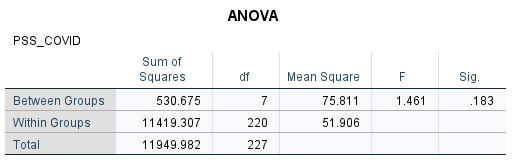 ANOVA
PSS_COVID
Sum of Squares df Mean Square F Sig.
Between Groups 530.675 7 75.811 1.461 .183
Within Groups 11419.307 220 51.906
Total 11949.982 227